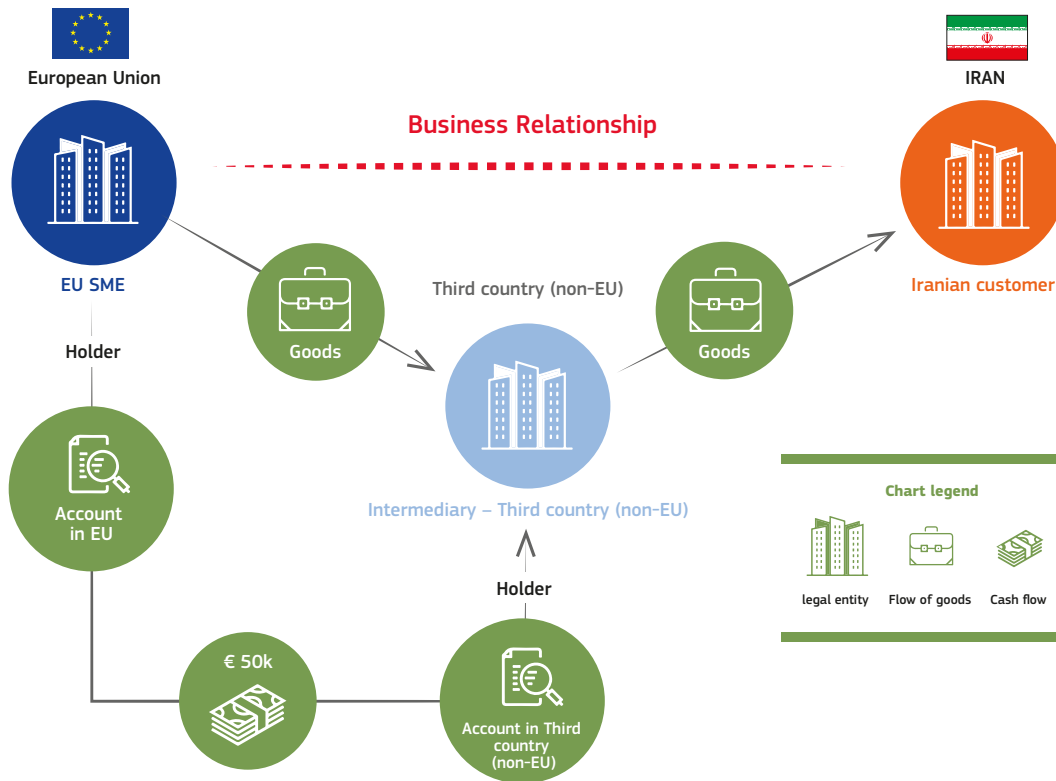 European Union
IRAN
Business Relationship
EU SME
Third country (non-EU)
Iranian customer
Goods
Goods
Holder
Account
in EU
Intermediary – Third country (non-EU)
Chart legend
legal entity
Flow of goods
Cash flow
Holder
€ 50k
Account in Third
country
(non-EU)